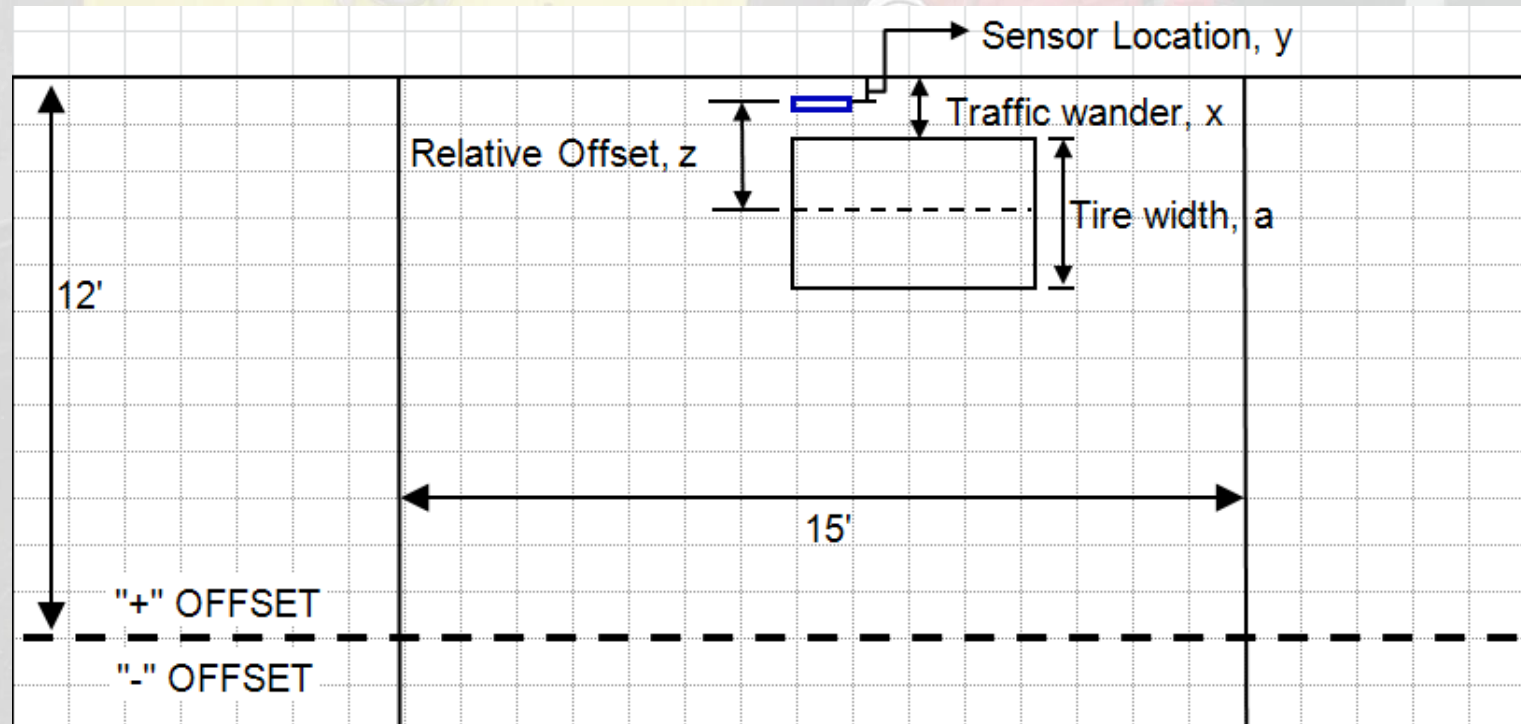 Sensor Location, y
Traffic wander, x
Relative Offset, z
Tire width, a
12'
15'
"+" OFFSET
"-" OFFSET